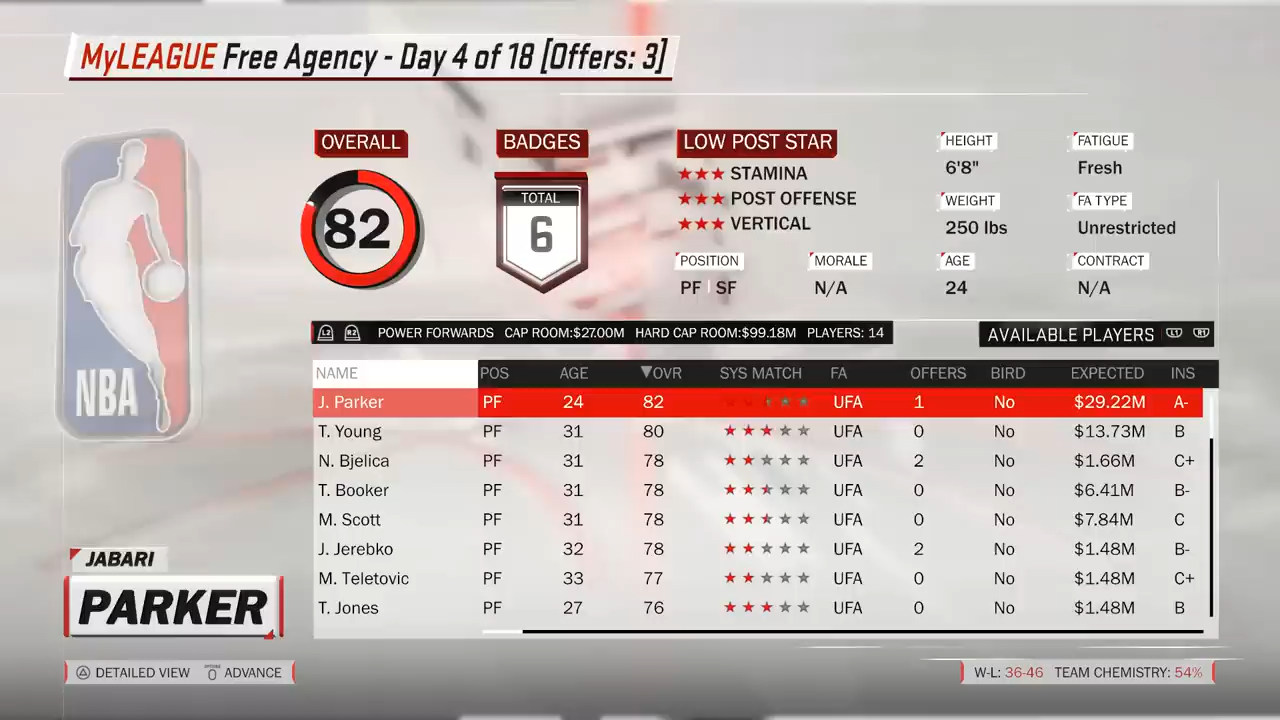 MyLEAGUE Free Agency - Day 4 of 18 [Offers: 3]
OVERALL
82
BADGES
TOTAL
6
LOW POST STAR
★★★ STAMINA
★★★ POST OFFENSE
★★★ VERTICAL
POSITION
PF | SF
MORALE
N/A
HEIGHT
6'8"
WEIGHT
250 lbs
AGE
24
FATIGUE
Fresh
FA TYPE
Unrestricted
CONTRACT
N/A
NBA
L2 R2 POWER FORWARDS CAP ROOM:$27.00M HARD CAP ROOM:$99.18M PLAYERS: 14
AVAILABLE PLAYERS L1 R1
NAME POS AGE ▼OVR SYS MATCH FA OFFERS BIRD EXPECTED INS
J. Parker PF 24 82 UFA 1 No $29.22M A-
T. Young PF 31 80 UFA 0 No $13.73M B
N. Bjelica PF 31 78 UFA 2 No $1.66M C+
T. Booker PF 31 78 UFA 0 No $6.41M B-
M. Scott PF 31 78 UFA 0 No $7.84M C
J. Jerebko PF 32 78 UFA 2 No $1.48M B-
M. Teletovic PF 33 77 UFA 0 No $1.48M C+
T. Jones PF 27 76 UFA 0 No $1.48M B
JABARI
PARKER
DETAILED VIEW OPTIONS ADVANCE
W-L: 36-46 TEAM CHEMISTRY: 54%